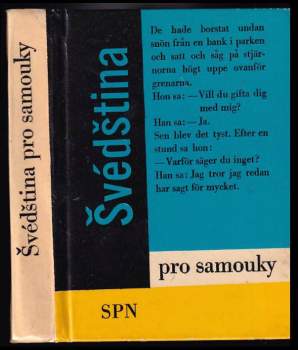 Švédština pro samouky
Švédština
De hade borstat undan
snön från en bank i parken
och satt och såg på stjär-
norna högt uppe ovanför
grenarna.
Hon sa: — Vill du gifta dig
med mig?
Han sa: — Ja.
Sen blev det tyst. Efter en
stund sa hon:
— Varför säger du inget?
Han sa: Jag tror jag redan
har sagt för mycket.
pro samouky
SPN